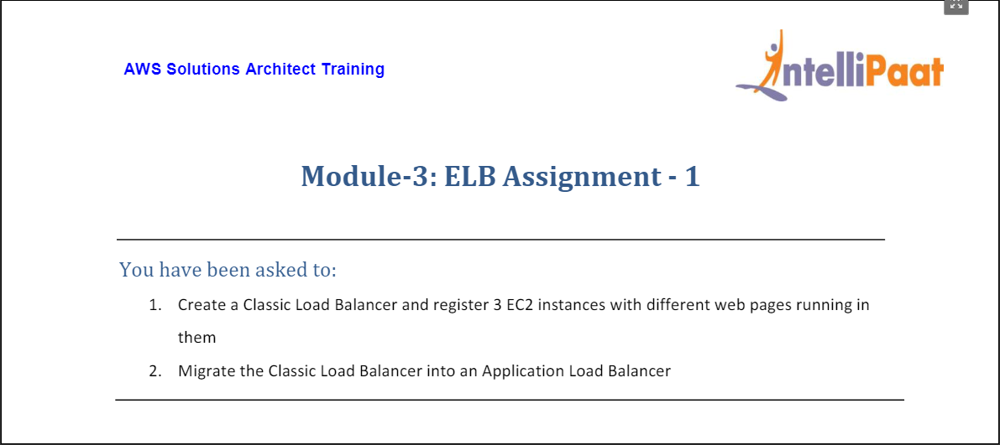 AWS Solutions Architect Training
IntelliPaat
Module-3: ELB Assignment - 1
You have been asked to:
1. Create a Classic Load Balancer and register 3 EC2 instances with different web pages running in
them
2. Migrate the Classic Load Balancer into an Application Load Balancer